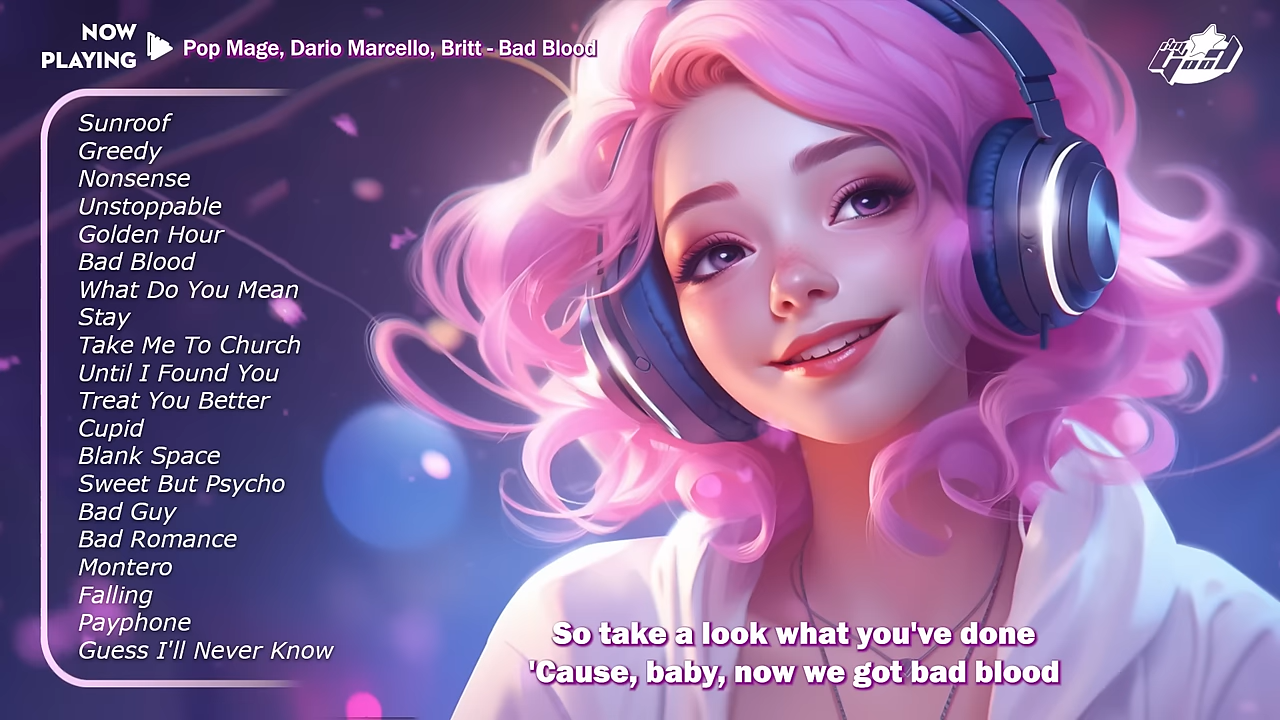 NOW
PLAYING
Pop Mage, Dario Marcello, Britt - Bad Blood
Sunroof
Greedy
Nonsense
Unstoppable
Golden Hour
Bad Blood
What Do You Mean
Stay
Take Me To Church
Until I Found You
Treat You Better
Cupid
Blank Space
Sweet But Psycho
Bad Guy
Bad Romance
Montero
Falling
Payphone
Guess I'll Never Know
So take a look what you've done
'Cause, baby, now we got bad blood